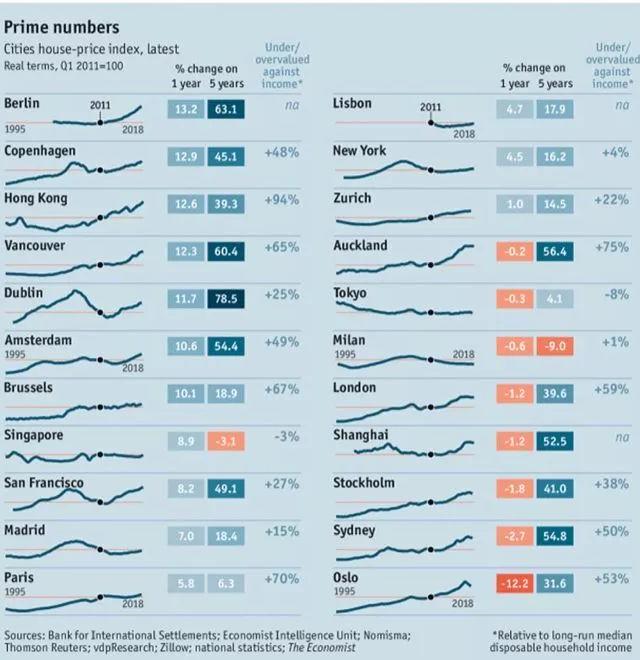 Prime numbers
Cities house-price index, latest
Real terms, Q1 2011=100
% change on
1 year 5 years
Under/
overvalued
against
income*
Berlin 2011 13.2 63.1 na
1995 2018
Copenhagen 12.9 45.1 +48%
Hong Kong 12.6 39.3 +94%
Vancouver 12.3 60.4 +65%
Dublin 11.7 78.5 +25%
Amsterdam 10.6 54.4 +49%
1995 2018
Brussels 10.1 18.9 +67%
Singapore 8.9 -3.1 -3%
San Francisco 8.2 49.1 +27%
Madrid 7.0 18.4 +15%
Paris 5.8 6.3 +70%
1995 2018
% change on
1 year 5 years
Under/
overvalued
against
income*
Lisbon 2011 4.7 17.9 na
2018
New York 4.5 16.2 +4%
Zurich 1.0 14.5 +22%
Auckland -0.2 56.4 +75%
Tokyo -0.3 4.1 -8%
Milan -0.6 -9.0 +1%
1995 2018
London -1.2 39.6 +59%
Shanghai -1.2 52.5 na
Stockholm -1.8 41.0 +38%
Sydney -2.7 54.8 +50%
Oslo -12.2 31.6 +53%
1995 2018
Sources: Bank for International Settlements; Economist Intelligence Unit; Nomisma;
Thomson Reuters; vdpResearch; Zillow; national statistics; The Economist
*Relative to long-run median
disposable household income